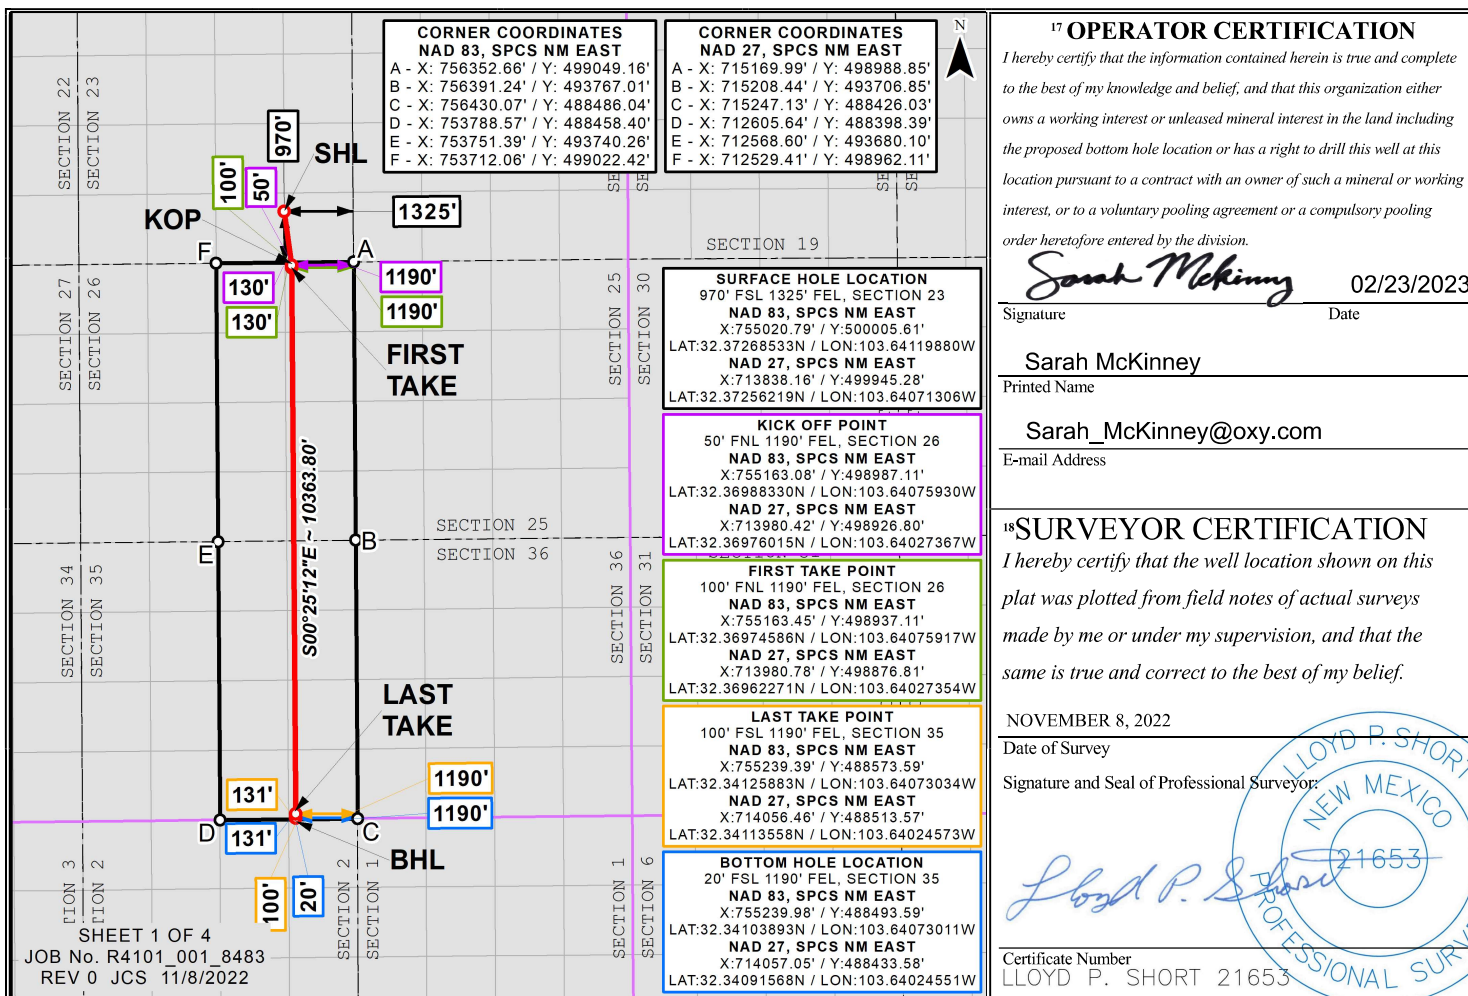 CORNER COORDINATES
NAD 83, SPCS NM EAST
A - X: 756352.66' / Y: 499049.16'
B - X: 756391.24' / Y: 493767.01'
C - X: 756430.07' / Y: 488486.04'
D - X: 753788.57' / Y: 488458.40'
E - X: 753751.39' / Y: 493740.26'
F - X: 753712.06' / Y: 499022.42'
CORNER COORDINATES
NAD 27, SPCS NM EAST
A - X: 715169.99' / Y: 498988.85'
B - X: 715208.44' / Y: 493706.85'
C - X: 715247.13' / Y: 488426.03'
D - X: 712605.64' / Y: 488398.39'
E - X: 712568.60' / Y: 493680.10'
F - X: 712529.41' / Y: 498962.11'
N
SECTION 22
SECTION 23
970'
SHL
100'
50'
KOP
1325'
F
A
SECTION 19
1190'
130'
1190'
130'
SECTION 27
SECTION 26
SECTION 25
SECTION 30
FIRST
TAKE
S00°25'12"E ~ 10363.80'
SECTION 25
SECTION 36
E
B
SECTION 34
SECTION 35
SECTION 36
SECTION 31
LAST
TAKE
1190'
131'
1190'
131'
D
C
BHL
100'
20'
TION 3
TION 2
SECTION 2
SECTION 1
SECTION 1
SECTION 6
SHEET 1 OF 4
JOB No. R4101_001_8483
REV 0 JCS 11/8/2022
SURFACE HOLE LOCATION
970' FSL 1325' FEL, SECTION 23
NAD 83, SPCS NM EAST
X:755020.79' / Y:500005.61'
LAT:32.37268533N / LON:103.64119880W
NAD 27, SPCS NM EAST
X:713838.16' / Y:499945.28'
LAT:32.37256219N / LON:103.64071306W
KICK OFF POINT
50' FNL 1190' FEL, SECTION 26
NAD 83, SPCS NM EAST
X:755163.08' / Y:498987.11'
LAT:32.36988330N / LON:103.64075930W
NAD 27, SPCS NM EAST
X:713980.42' / Y:498926.80'
LAT:32.36976015N / LON:103.64027367W
FIRST TAKE POINT
100' FNL 1190' FEL, SECTION 26
NAD 83, SPCS NM EAST
X:755163.45' / Y:498937.11'
LAT:32.36974586N / LON:103.64075917W
NAD 27, SPCS NM EAST
X:713980.78' / Y:498876.81'
LAT:32.36962271N / LON:103.64027354W
LAST TAKE POINT
100' FSL 1190' FEL, SECTION 35
NAD 83, SPCS NM EAST
X:755239.39' / Y:488573.59'
LAT:32.34125883N / LON:103.64073034W
NAD 27, SPCS NM EAST
X:714056.46' / Y:488513.57'
LAT:32.34113558N / LON:103.64024573W
BOTTOM HOLE LOCATION
20' FSL 1190' FEL, SECTION 35
NAD 83, SPCS NM EAST
X:755239.98' / Y:488493.59'
LAT:32.34103893N / LON:103.64073011W
NAD 27, SPCS NM EAST
X:714057.05' / Y:488433.58'
LAT:32.34091568N / LON:103.64024551W
17 OPERATOR CERTIFICATION
I hereby certify that the information contained herein is true and complete
to the best of my knowledge and belief, and that this organization either
owns a working interest or unleased mineral interest in the land including
the proposed bottom hole location or has a right to drill this well at this
location pursuant to a contract with an owner of such a mineral or working
interest, or to a voluntary pooling agreement or a compulsory pooling
order heretofore entered by the division.
Sarah McKinney 02/23/2023
Signature Date
Sarah McKinney
Printed Name
Sarah_McKinney@oxy.com
E-mail Address
18 SURVEYOR CERTIFICATION
I hereby certify that the well location shown on this
plat was plotted from field notes of actual surveys
made by me or under my supervision, and that the
same is true and correct to the best of my belief.
NOVEMBER 8, 2022
Date of Survey
Signature and Seal of Professional Surveyor:
LLOYD P. SHORT
NEW MEXICO
21653
PROFESSIONAL SURV
Lloyd P. Short
Certificate Number
LLOYD P. SHORT 21653